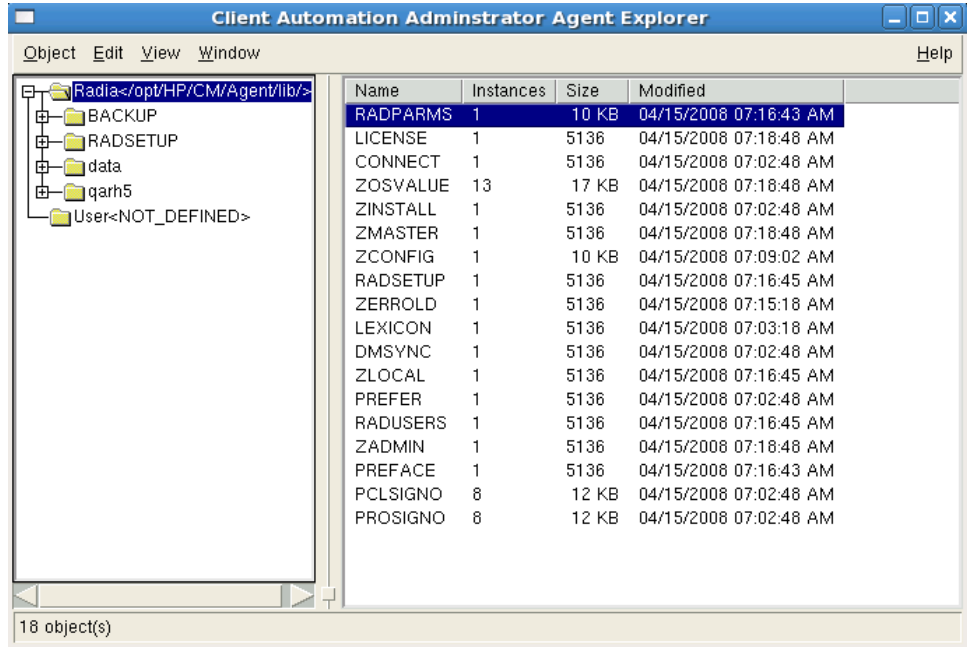 Client Automation Adminstrator Agent Explorer
Object Edit View Window Help
Radia</opt/HP/CM/Agent/lib/>
BACKUP
RADSETUP
data
qarh5
User<NOT_DEFINED>
Name Instances Size Modified
RADPARMS 1 10 KB 04/15/2008 07:16:43 AM
LICENSE 1 5136 04/15/2008 07:18:48 AM
CONNECT 1 5136 04/15/2008 07:02:48 AM
ZOSVALUE 13 17 KB 04/15/2008 07:18:48 AM
ZINSTALL 1 5136 04/15/2008 07:02:48 AM
ZMASTER 1 5136 04/15/2008 07:18:48 AM
ZCONFIG 1 10 KB 04/15/2008 07:09:02 AM
RADSETUP 1 5136 04/15/2008 07:16:45 AM
ZERROLD 1 5136 04/15/2008 07:15:18 AM
LEXICON 1 5136 04/15/2008 07:03:18 AM
DMSYNC 1 5136 04/15/2008 07:02:48 AM
ZLOCAL 1 5136 04/15/2008 07:16:45 AM
PREFER 1 5136 04/15/2008 07:02:48 AM
RADUSERS 1 5136 04/15/2008 07:16:45 AM
ZADMIN 1 5136 04/15/2008 07:18:48 AM
PREFACE 1 5136 04/15/2008 07:16:43 AM
PCLSIGNO 8 12 KB 04/15/2008 07:02:48 AM
PROSIGNO 8 12 KB 04/15/2008 07:02:48 AM
18 object(s)